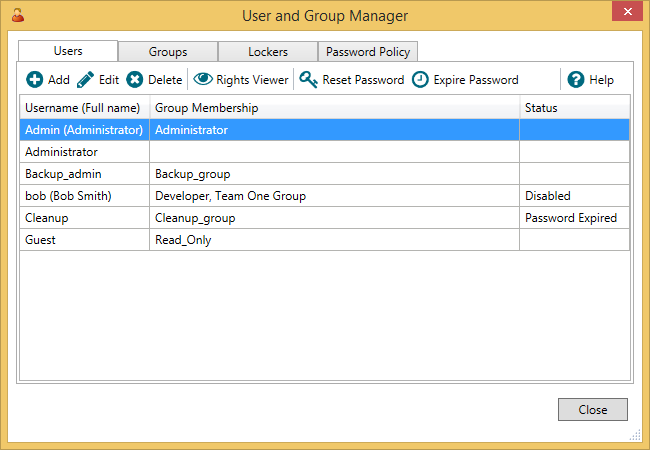 User and Group Manager
Users Groups Lockers Password Policy
Add Edit Delete Rights Viewer Reset Password Expire Password Help
Username (Full name) Group Membership Status
Admin (Administrator) Administrator
Administrator
Backup_admin Backup_group
bob (Bob Smith) Developer, Team One Group Disabled
Cleanup Cleanup_group Password Expired
Guest Read_Only
Close